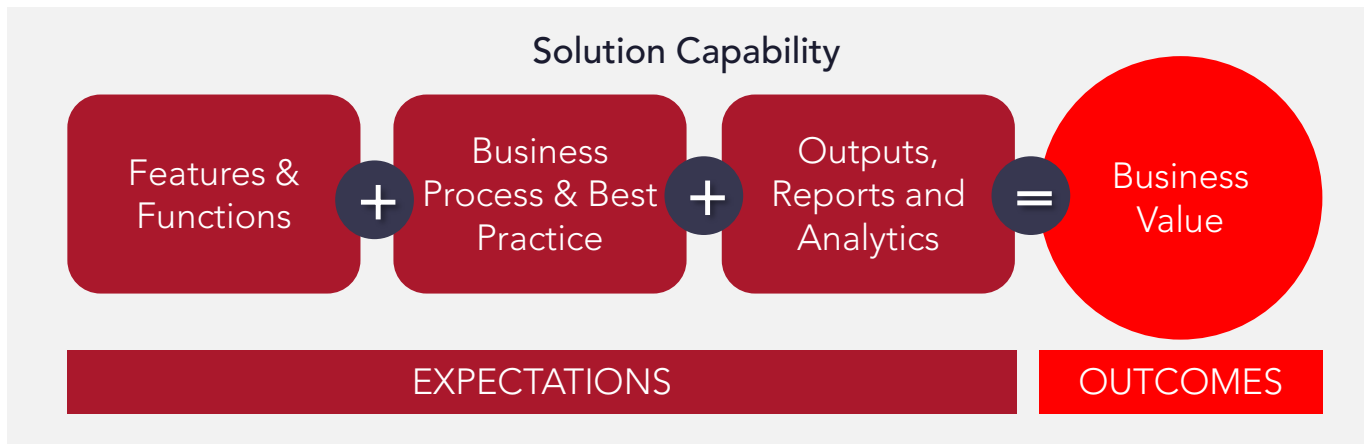 Solution Capability
Features &
Functions
+
Business
Process & Best
Practice
+
Outputs,
Reports and
Analytics
=
Business
Value
EXPECTATIONS
OUTCOMES